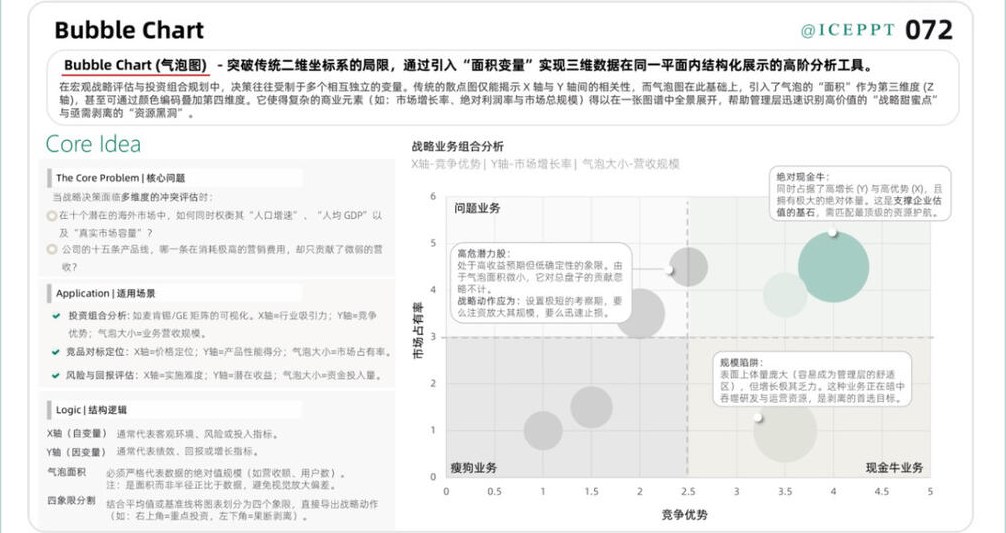 Bubble Chart
@ICEPPT 072
Bubble Chart (气泡图) - 突破传统二维坐标系的局限，通过引入“面积变量”实现三维数据在同一平面内结构化展示的高阶分析工具。
在宏观战略评估与投资组合规划中，决策往往受制于多个相互独立的变量。传统的散点图仅能揭示 X 轴与 Y 轴间的相关性，而气泡图在此基础上，引入了气泡的“面积”作为第三维度 (Z
轴)，甚至可通过颜色编码叠加第四维度。它使得复杂的商业元素（如：市场增长率、绝对利润率与市场总规模）得以在一张图谱中全景展开，帮助管理层迅速识别高价值的“战略甜蜜点”
与亟需剥离的“资源黑洞”。
Core Idea
The Core Problem | 核心问题
当战略决策面临多维度的冲突评估时：
在十个潜在的海外市场中，如何同时权衡其“人口增速”、“人均 GDP”以
及“真实市场容量”？
公司的十五条产品线，哪一条在消耗极高的营销费用，却只贡献了微弱的营
收？
Application | 适用场景
投资组合分析: 如麦肯锡/GE 矩阵的可视化。X轴=行业吸引力；Y轴=竞争
优势；气泡大小=业务营收规模。
竞品对标定位：X轴=价格定位；Y轴=产品性能得分；气泡大小=市场占有率。
风险与回报评估：X轴=实施难度；Y轴=潜在收益；气泡大小=资金投入量。
Logic | 结构逻辑
X轴（自变量） 通常代表客观环境、风险或投入指标。
Y轴（因变量） 通常代表绩效、回报或增长指标。
气泡面积 必须严格代表数据的绝对值规模（如营收额、用户数）。
注：是面积而非半径正比于数据，避免视觉放大偏差。
四象限分割 结合平均值或基准线将图表划分为四个象限，直接导出战略动作
（如：右上角=重点投资，左下角=果断剥离）。
战略业务组合分析
X轴-竞争优势| Y轴-市场增长率| 气泡大小-营收规模
绝对现金牛：
同时占据了高增长 (Y) 与高优势 (X)，且
拥有极大的绝对体量。这是支撑企业估
值的基石，需匹配最顶级的资源护航。
问题业务
高危潜力股：
处于高收益预期但低确定性的象限。由
于气泡面积微小，它对总盘子的贡献忽
略不计。
战略动作应为：设置极短的考察期，要
么注资放大其规模，要么迅速止损。
规模陷阱：
表面上体量庞大（容易成为管理层的舒适
区），但增长极其乏力。这种业务正在暗中
吞噬研发与运营资源，是剥离的首选目标。
瘦狗业务
现金牛业务
市场占有率
6
5
4
3
2
1
0
0 0.5 1 1.5 2 2.5 3 3.5 4 4.5 5
竞争优势